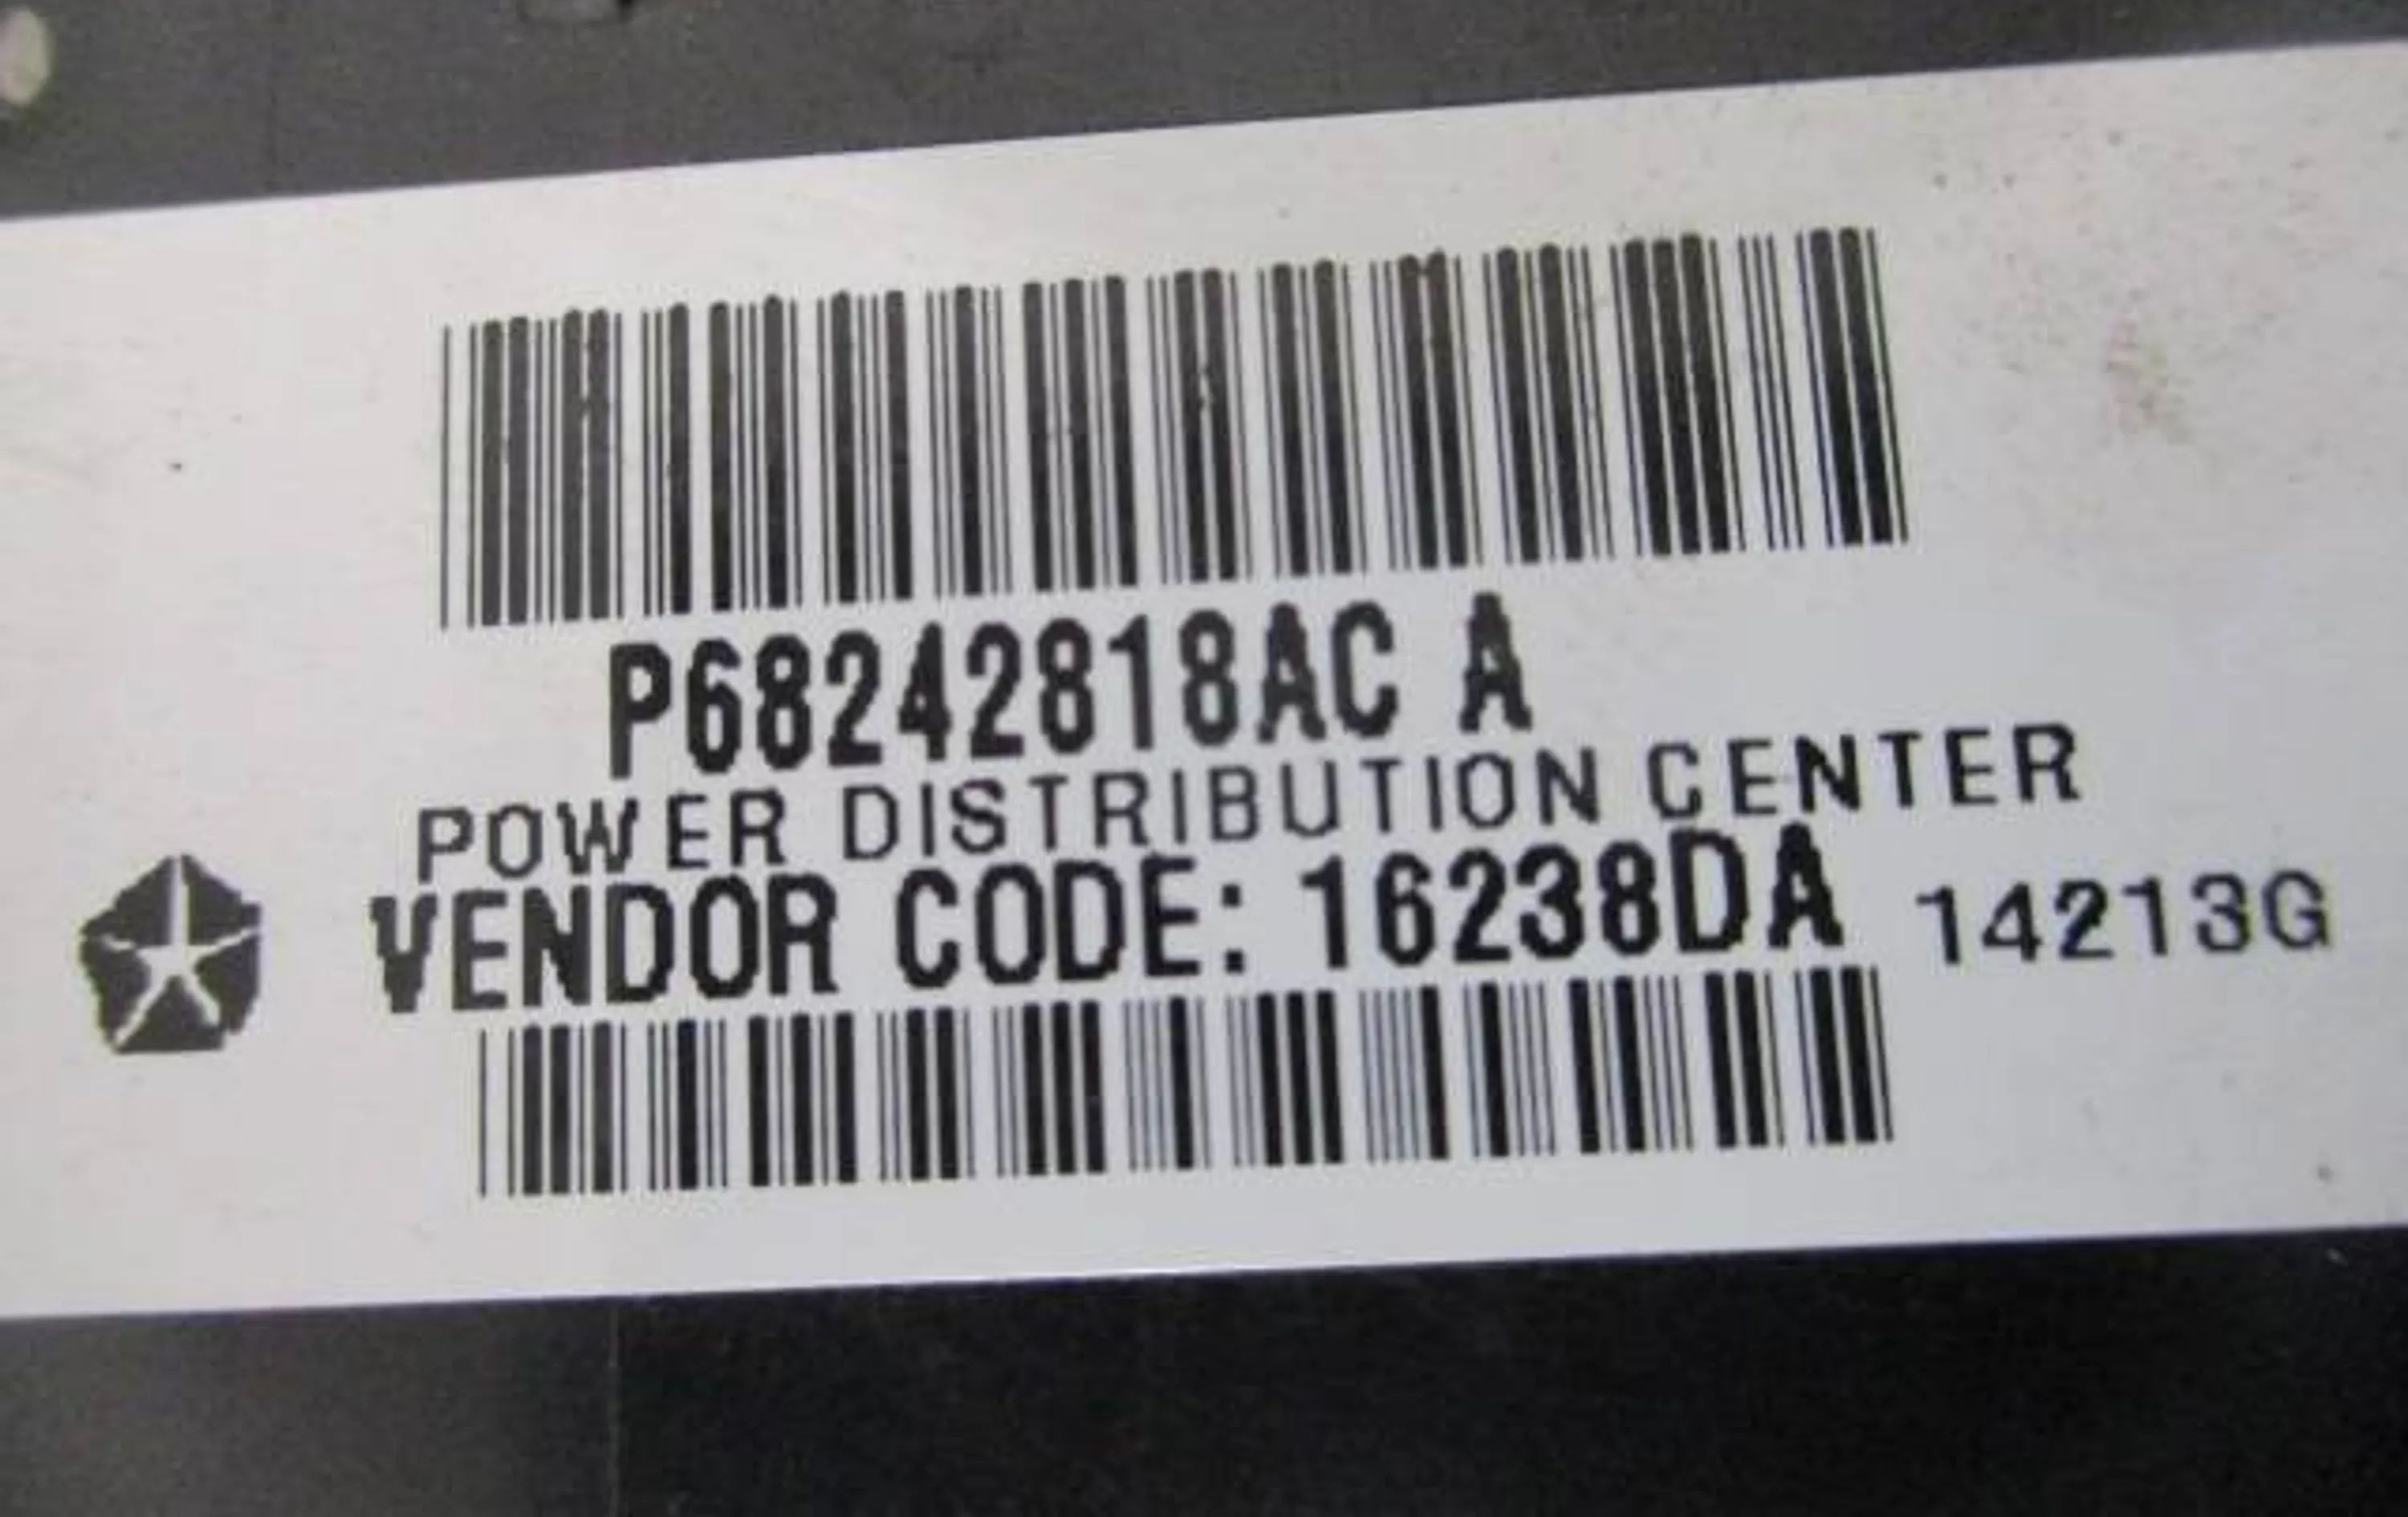 P68242818AC A
POWER DISTRIBUTION CENTER
VENDOR CODE: 16238DA 14213G